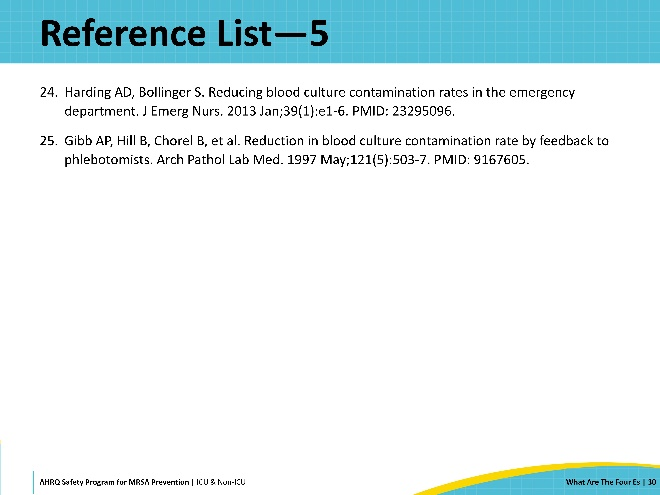 Reference List—5
24. Harding AD, Bollinger S. Reducing blood culture contamination rates in the emergency
department. J Emerg Nurs. 2013 Jan;39(1):e1-6. PMID: 23295096.
25. Gibb AP, Hill B, Chorel B, et al. Reduction in blood culture contamination rate by feedback to
phlebotomists. Arch Pathol Lab Med. 1997 May;121(5):503-7. PMID: 9167605.
AHRQ Safety Program for MRSA Prevention | ICU & Non-ICU
What Are The Four Es | 30